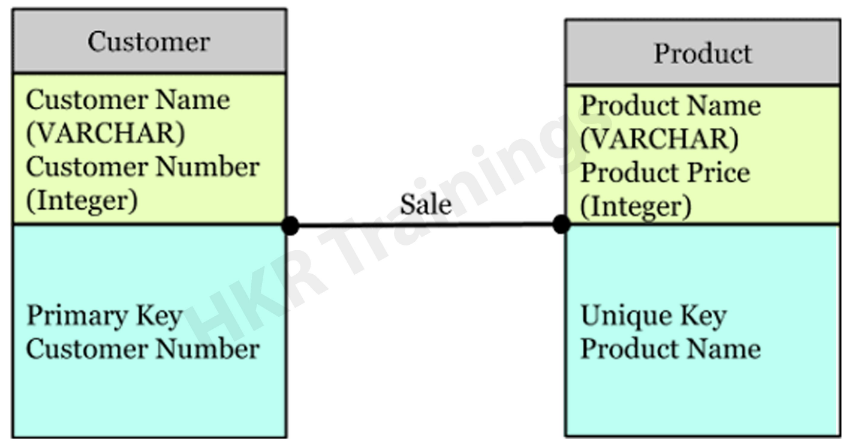 Customer
Customer Name
(VARCHAR)
Customer Number
(Integer)
Primary Key
Customer Number
Sale
Product
Product Name
(VARCHAR)
Product Price
(Integer)
Unique Key
Product Name
HKR Trainings